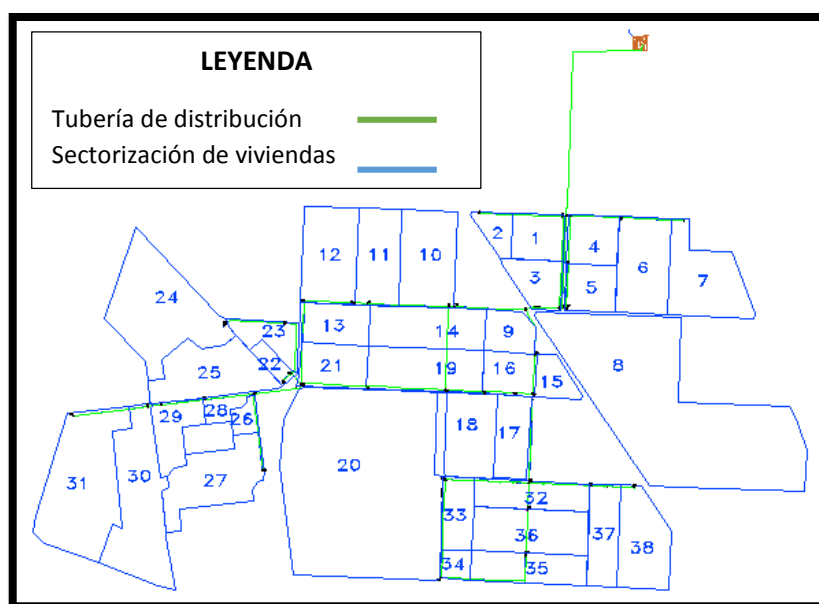 LEYENDA
Tubería de distribución
Sectorización de viviendas
2 1 4
12 11 10 3 5 6 7
24
23 13 14 9
22 21 19 16 15 8
25
29 28 26 18 17
31 30 27 20
33 32
36 37 38
34 35